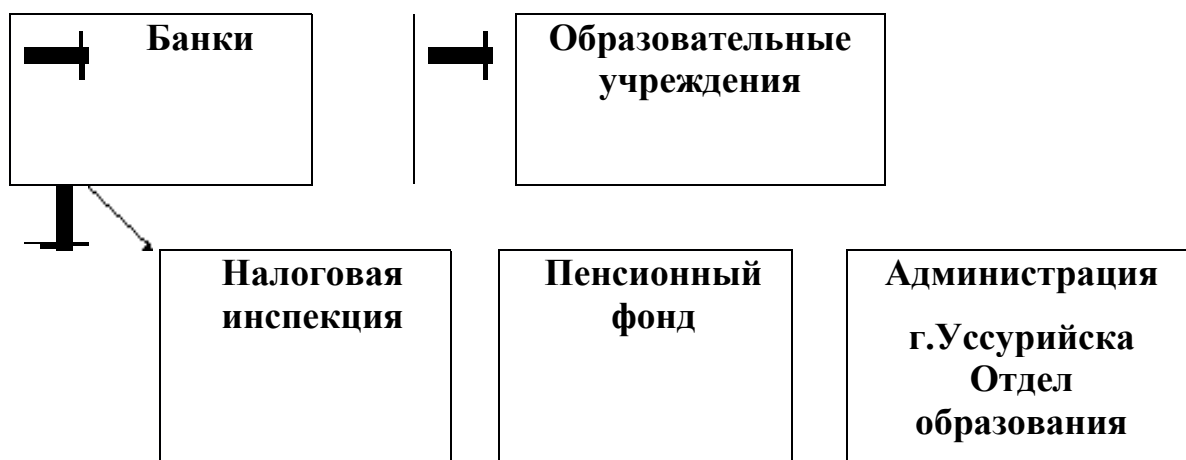 Банки
Образовательные
учреждения
Налоговая
инспекция
Пенсионный
фонд
Администрация
г.Уссурийска
Отдел
образования